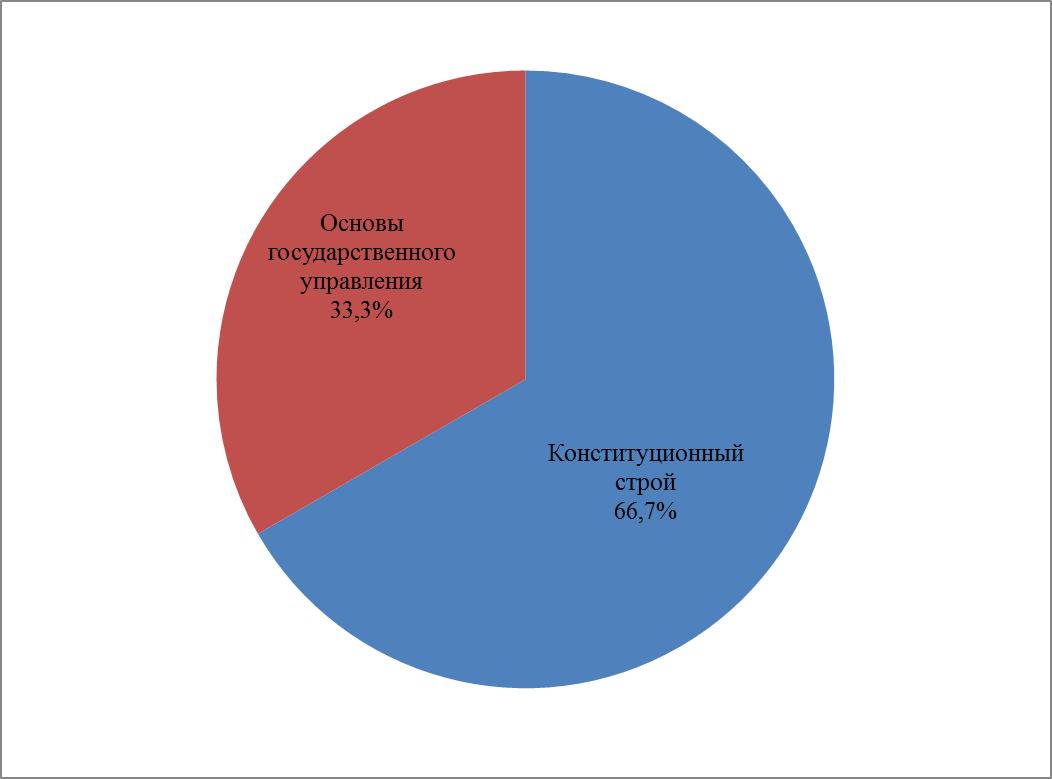 Основы
государственного
управления
33,3%
Конституционный
строй
66,7%